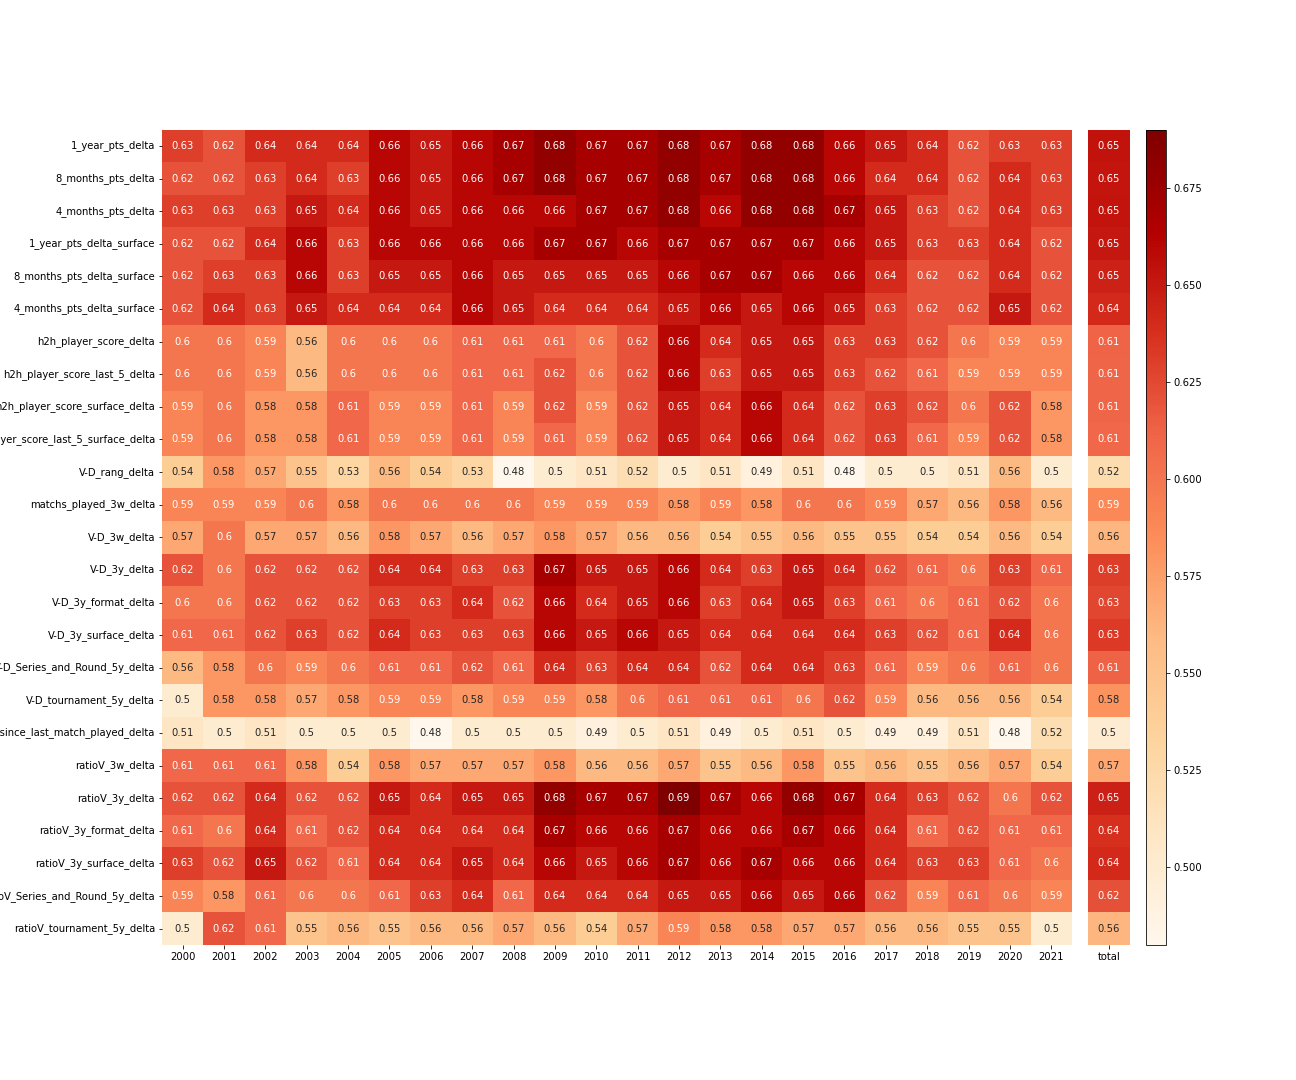 1_year_pts_delta 0.63 0.62 0.64 0.64 0.64 0.66 0.65 0.66 0.67 0.68 0.67 0.67 0.68 0.67 0.68 0.68 0.66 0.65 0.64 0.62 0.63 0.63 0.65
8_months_pts_delta 0.62 0.62 0.63 0.64 0.63 0.66 0.65 0.66 0.67 0.68 0.67 0.67 0.68 0.67 0.68 0.68 0.66 0.64 0.64 0.62 0.64 0.63 0.65
0.675
4_months_pts_delta 0.63 0.63 0.63 0.65 0.64 0.66 0.65 0.66 0.66 0.66 0.67 0.67 0.68 0.66 0.68 0.68 0.67 0.65 0.63 0.62 0.64 0.63 0.65
1_year_pts_delta_surface 0.62 0.62 0.64 0.66 0.63 0.66 0.66 0.66 0.66 0.67 0.67 0.66 0.67 0.67 0.67 0.67 0.66 0.65 0.63 0.63 0.64 0.62 0.65
8_months_pts_delta_surface 0.62 0.63 0.63 0.66 0.63 0.65 0.65 0.66 0.65 0.65 0.65 0.65 0.66 0.67 0.67 0.66 0.66 0.64 0.62 0.62 0.64 0.62 0.65
0.650
4_months_pts_delta_surface 0.62 0.64 0.63 0.65 0.64 0.64 0.64 0.66 0.65 0.64 0.64 0.64 0.65 0.66 0.65 0.66 0.65 0.63 0.62 0.62 0.65 0.62 0.64
h2h_player_score_delta 0.6 0.6 0.59 0.56 0.6 0.6 0.6 0.61 0.61 0.61 0.6 0.62 0.66 0.64 0.65 0.65 0.63 0.63 0.62 0.6 0.59 0.59 0.61
h2h_player_score_last_5_delta 0.6 0.6 0.59 0.56 0.6 0.6 0.6 0.61 0.61 0.62 0.6 0.62 0.66 0.63 0.65 0.65 0.63 0.62 0.61 0.59 0.59 0.59 0.61
0.625
h2h_player_score_surface_delta 0.59 0.6 0.58 0.58 0.61 0.59 0.59 0.61 0.59 0.62 0.59 0.62 0.65 0.64 0.66 0.64 0.62 0.63 0.62 0.6 0.62 0.58 0.61
yer_score_last_5_surface_delta 0.59 0.6 0.58 0.58 0.61 0.59 0.59 0.61 0.59 0.61 0.59 0.62 0.65 0.64 0.66 0.64 0.62 0.63 0.61 0.59 0.62 0.58 0.61
V-D_rang_delta 0.54 0.58 0.57 0.55 0.53 0.56 0.54 0.53 0.48 0.5 0.51 0.52 0.5 0.51 0.49 0.51 0.48 0.5 0.5 0.51 0.56 0.5 0.52
0.600
matchs_played_3w_delta 0.59 0.59 0.59 0.6 0.58 0.6 0.6 0.6 0.6 0.59 0.59 0.59 0.58 0.59 0.58 0.6 0.6 0.59 0.57 0.56 0.58 0.56 0.59
V-D_3w_delta 0.57 0.6 0.57 0.57 0.56 0.58 0.57 0.56 0.57 0.58 0.57 0.56 0.56 0.54 0.55 0.56 0.55 0.55 0.54 0.54 0.56 0.54 0.56
V-D_3y_delta 0.62 0.6 0.62 0.62 0.62 0.64 0.64 0.63 0.63 0.67 0.65 0.65 0.66 0.64 0.63 0.65 0.64 0.62 0.61 0.6 0.63 0.61 0.63
0.575
V-D_3y_format_delta 0.6 0.6 0.62 0.62 0.62 0.63 0.63 0.64 0.62 0.66 0.64 0.65 0.66 0.63 0.64 0.65 0.63 0.61 0.6 0.61 0.62 0.6 0.63
V-D_3y_surface_delta 0.61 0.61 0.62 0.63 0.62 0.64 0.63 0.63 0.63 0.66 0.65 0.66 0.65 0.64 0.64 0.64 0.64 0.63 0.62 0.61 0.64 0.6 0.63
-D_Series_and_Round_5y_delta 0.56 0.58 0.6 0.59 0.6 0.61 0.61 0.62 0.61 0.64 0.63 0.64 0.64 0.62 0.64 0.64 0.63 0.61 0.59 0.6 0.61 0.6 0.61
0.550
V-D_tournament_5y_delta 0.5 0.58 0.58 0.57 0.58 0.59 0.59 0.58 0.59 0.59 0.58 0.6 0.61 0.61 0.61 0.6 0.62 0.59 0.56 0.56 0.56 0.54 0.58
since_last_match_played_delta 0.51 0.5 0.51 0.5 0.5 0.5 0.48 0.5 0.5 0.5 0.49 0.5 0.51 0.49 0.5 0.51 0.5 0.49 0.49 0.51 0.48 0.52 0.5
ratioV_3w_delta 0.61 0.61 0.61 0.58 0.54 0.58 0.57 0.57 0.57 0.58 0.56 0.56 0.57 0.55 0.56 0.58 0.55 0.56 0.55 0.56 0.57 0.54 0.57
0.525
ratioV_3y_delta 0.62 0.62 0.64 0.62 0.62 0.65 0.64 0.65 0.65 0.68 0.67 0.67 0.69 0.67 0.66 0.68 0.67 0.64 0.63 0.62 0.6 0.62 0.65
ratioV_3y_format_delta 0.61 0.6 0.64 0.61 0.62 0.64 0.64 0.64 0.64 0.67 0.66 0.66 0.67 0.66 0.66 0.67 0.66 0.64 0.61 0.62 0.61 0.61 0.64
ratioV_3y_surface_delta 0.63 0.62 0.65 0.62 0.61 0.64 0.64 0.65 0.64 0.66 0.65 0.66 0.67 0.66 0.67 0.66 0.66 0.64 0.63 0.63 0.61 0.6 0.64
0.500
oV_Series_and_Round_5y_delta 0.59 0.58 0.61 0.6 0.6 0.61 0.63 0.64 0.61 0.64 0.64 0.64 0.65 0.65 0.66 0.65 0.66 0.62 0.59 0.61 0.6 0.59 0.62
ratioV_tournament_5y_delta 0.5 0.62 0.61 0.55 0.56 0.55 0.56 0.56 0.57 0.56 0.54 0.57 0.59 0.58 0.58 0.57 0.57 0.56 0.56 0.55 0.55 0.5 0.56
2000 2001 2002 2003 2004 2005 2006 2007 2008 2009 2010 2011 2012 2013 2014 2015 2016 2017 2018 2019 2020 2021 total